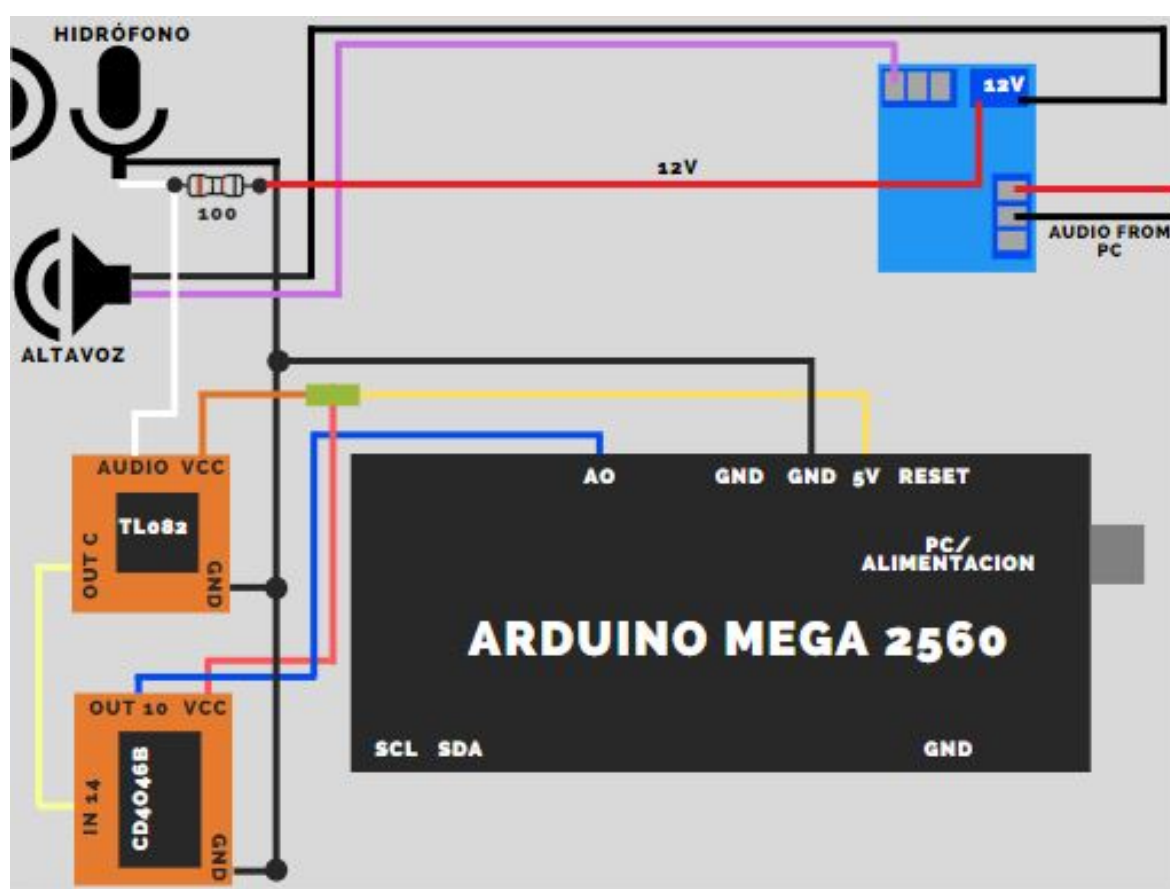 HIDRÓFONO
12V
12V
100
AUDIO FROM
PC
ALTAVOZ
AUDIO VCC
TL082
OUT C
GND
AO GND GND 5V RESET
PC/
ALIMENTACION
ARDUINO MEGA 2560
SCL SDA GND
OUT 10 VCC
CD4046B
IN 14
GND